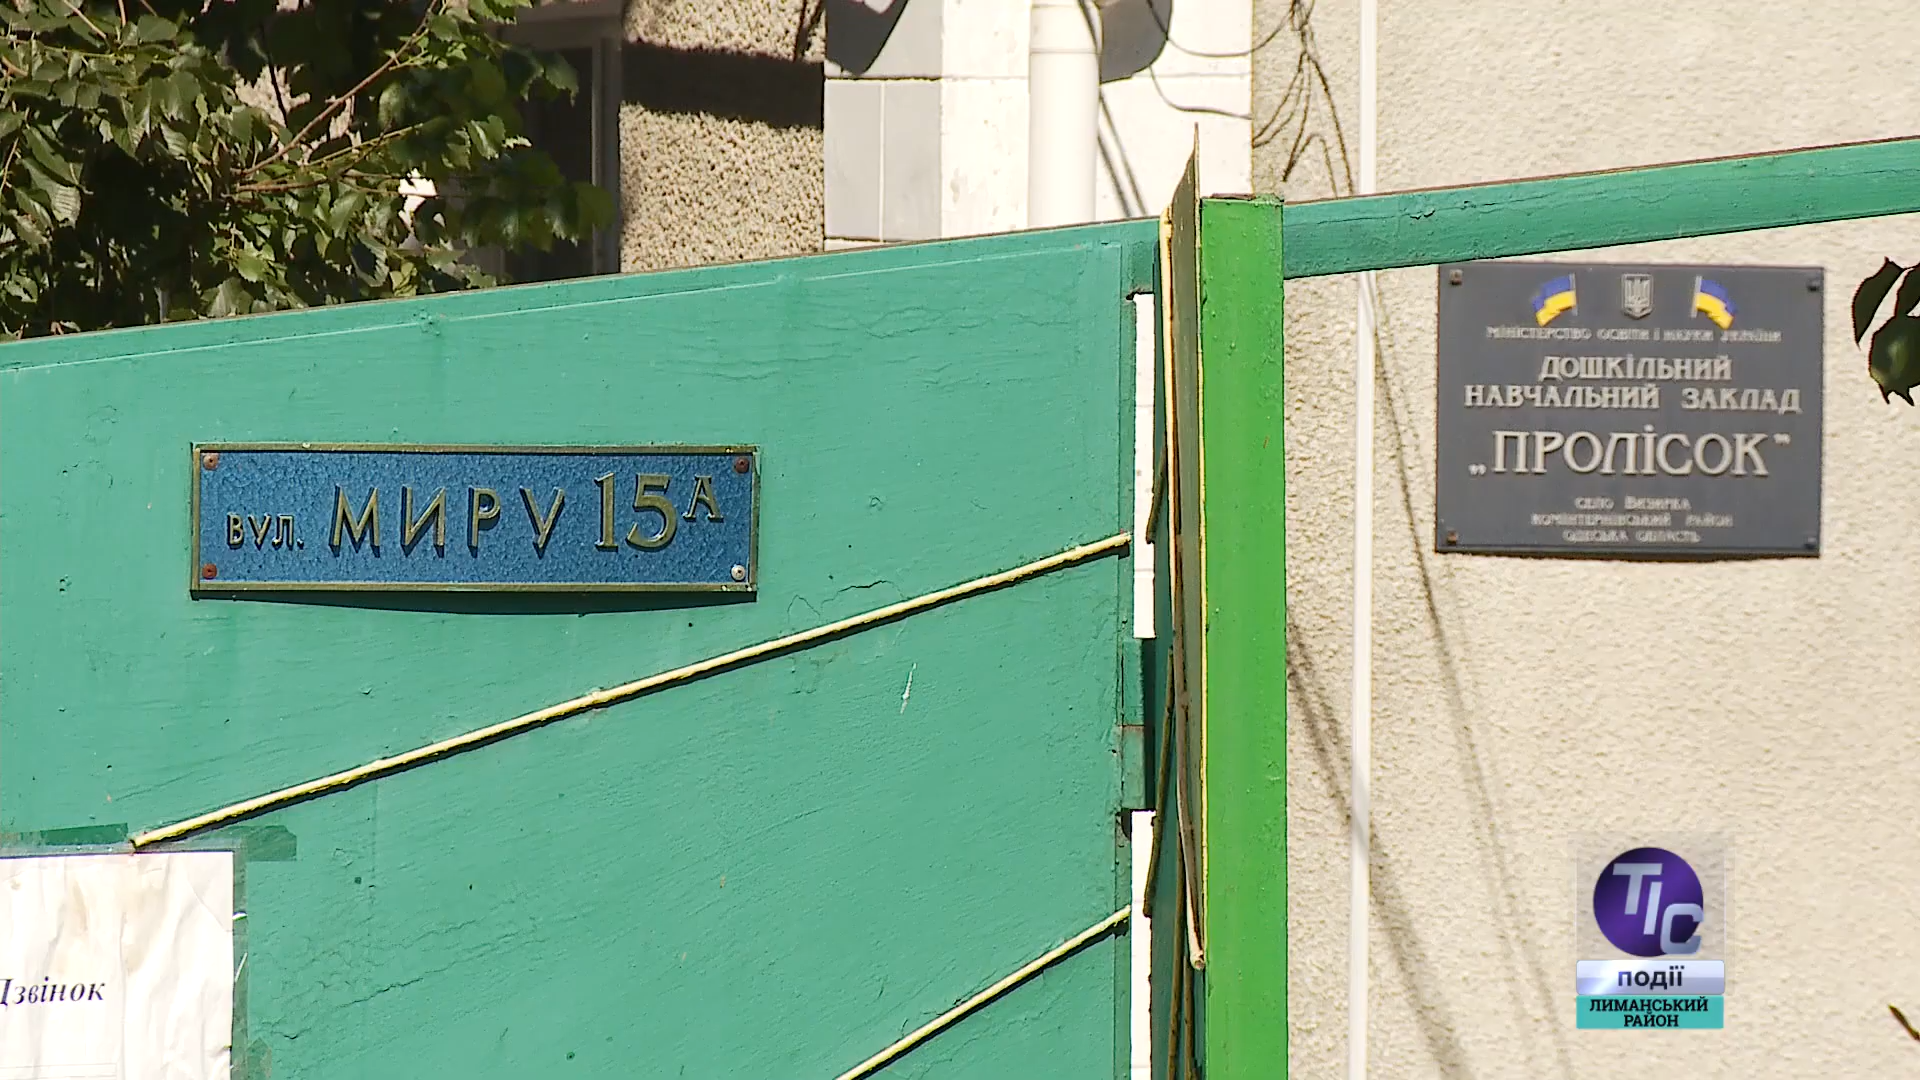 ВУЛ. МИРУ 15А
МІНІСТЕРСТВО ОСВІТИ І НАУКИ УКРАЇНИ
ДОШКІЛЬНИЙ
НАВЧАЛЬНИЙ ЗАКЛАД
„ПРОЛІСОК”
СЕЛО ВИЗИРКА
КОМІНТЕРНІВСЬКИЙ РАЙОН
ОДЕСЬКА ОБЛАСТЬ
Дзвінок
ТІС
події
ЛИМАНСЬКИЙ
РАЙОН